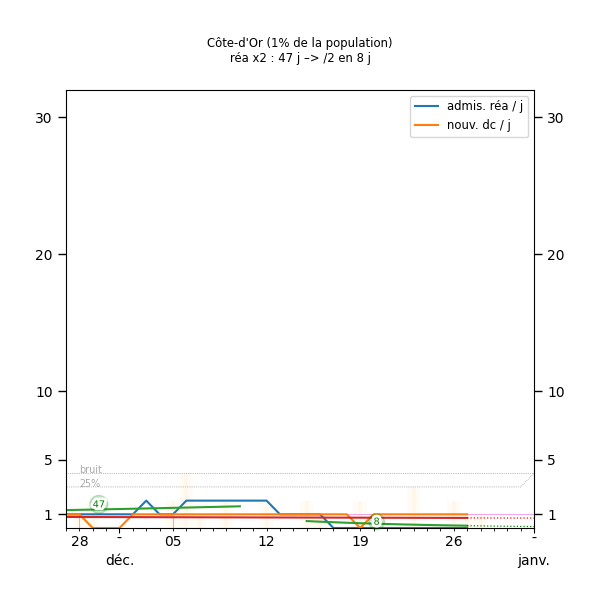 Côte-d'Or (1% de la population)
réa x2 : 47 j –> /2 en 8 j
admis. réa / j
nouv. dc / j
30 30
20 20
10 10
5 5
bruit
25%
47
8
1 1
28 - 05 12 19 26 -
déc. janv.